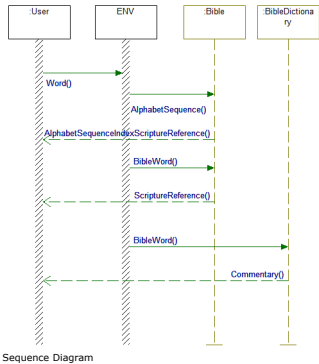 :User
ENV
:Bible
:BibleDictiona
ry
Word()
AlphabetSequence()
AlphabetSequenceIndexScriptureReference()
BibleWord()
ScriptureReference()
BibleWord()
Commentary()
Sequence Diagram